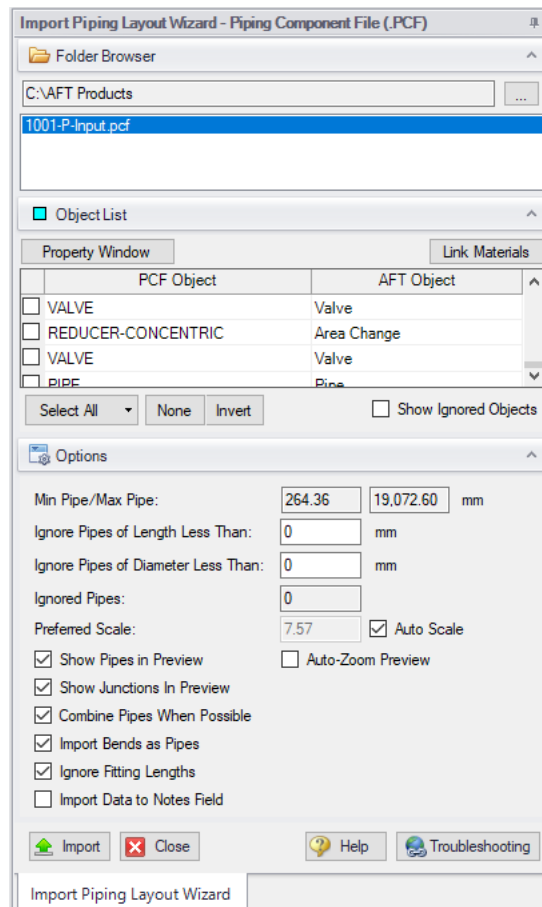 Import Piping Layout Wizard - Piping Component File (.PCF)
Folder Browser
C:\AFT Products
...
1001-P-Input.pcf
Object List
Property Window Link Materials
PCF Object AFT Object
VALVE Valve
REDUCER-CONCENTRIC Area Change
VALVE Valve
PIPE Pipe
Select All None Invert Show Ignored Objects
Options
Min Pipe/Max Pipe: 264.36 19,072.60 mm
Ignore Pipes of Length Less Than: 0 mm
Ignore Pipes of Diameter Less Than: 0 mm
Ignored Pipes: 0
Preferred Scale: 7.57 Auto Scale
Show Pipes in Preview Auto-Zoom Preview
Show Junctions In Preview
Combine Pipes When Possible
Import Bends as Pipes
Ignore Fitting Lengths
Import Data to Notes Field
Import Close Help Troubleshooting
Import Piping Layout Wizard